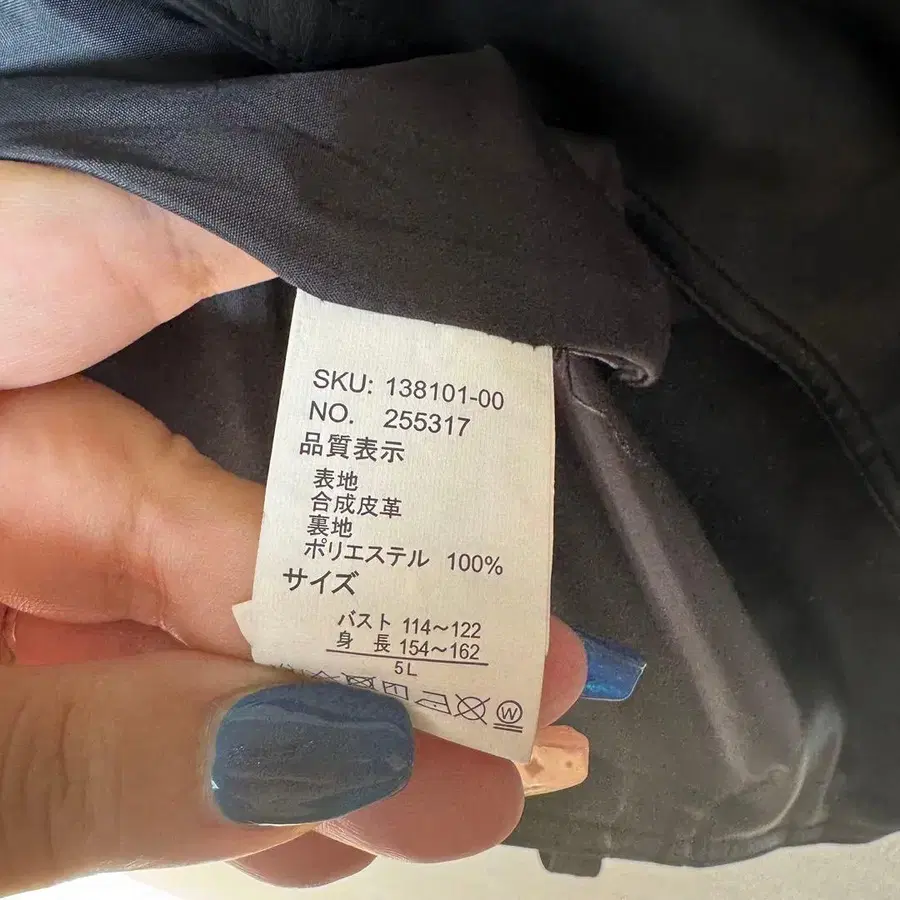 SKU: 138101-00
NO. 255317
品質表示
表地
合成皮革
裏地
ポリエステル 100%
サイズ
バスト 114～122
身 長 154～162
5L
W